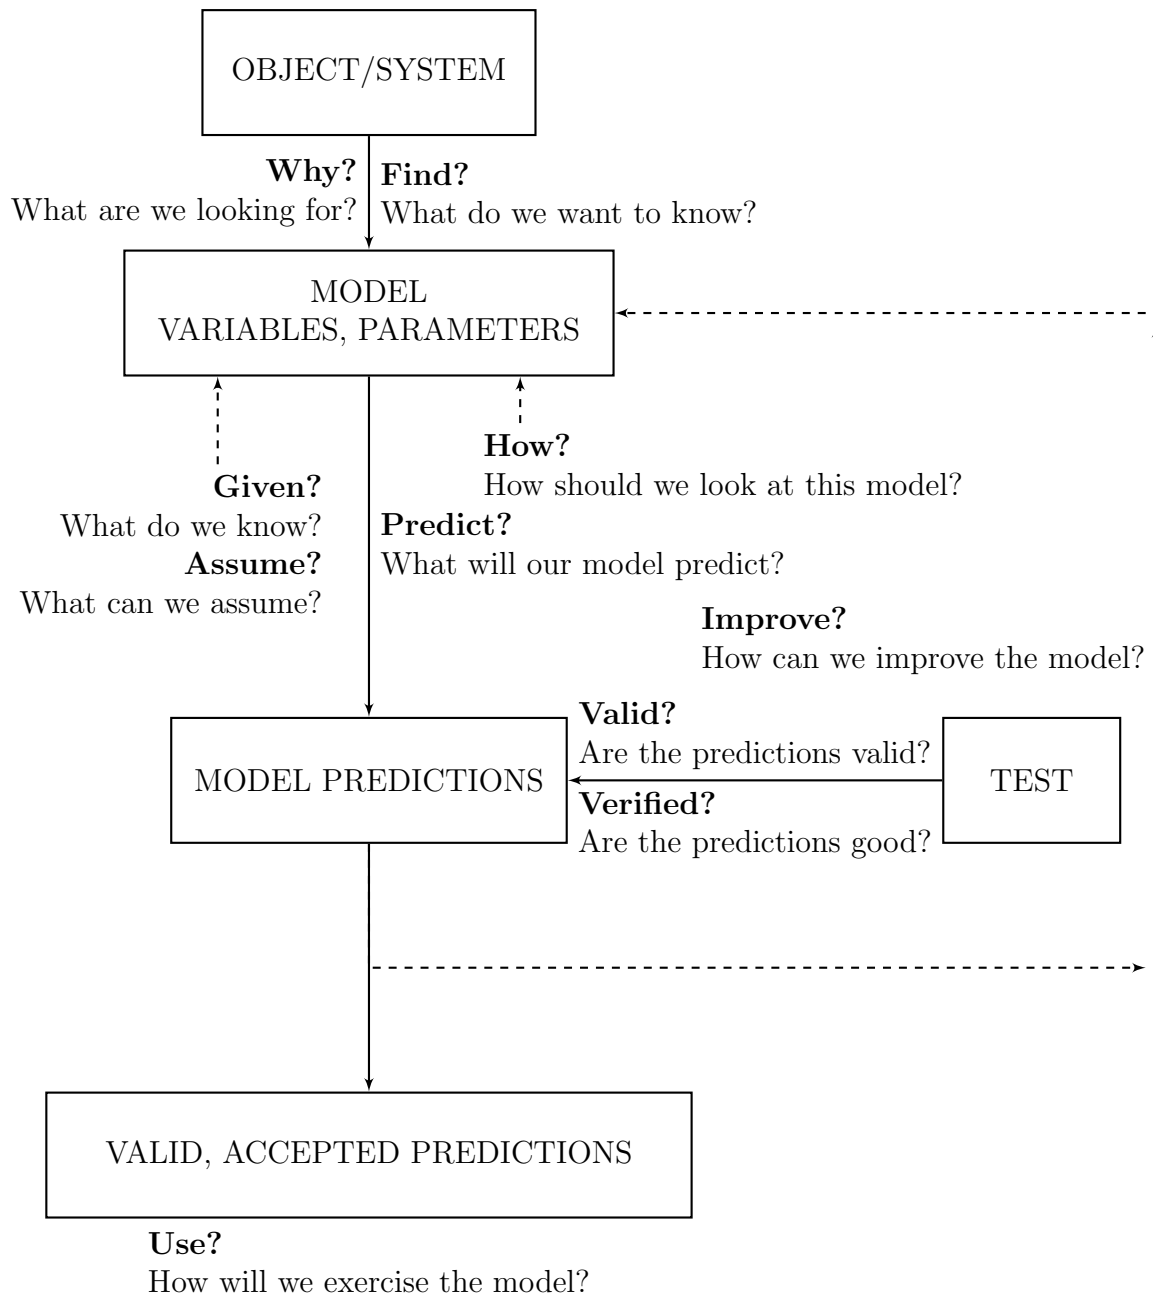 OBJECT/SYSTEM
Why?
What are we looking for?
Find?
What do we want to know?
MODEL
VARIABLES, PARAMETERS
How?
How should we look at this model?
Given?
What do we know?
Assume?
What can we assume?
Predict?
What will our model predict?
Improve?
How can we improve the model?
Valid?
Are the predictions valid?
MODEL PREDICTIONS
TEST
Verified?
Are the predictions good?
VALID, ACCEPTED PREDICTIONS
Use?
How will we exercise the model?